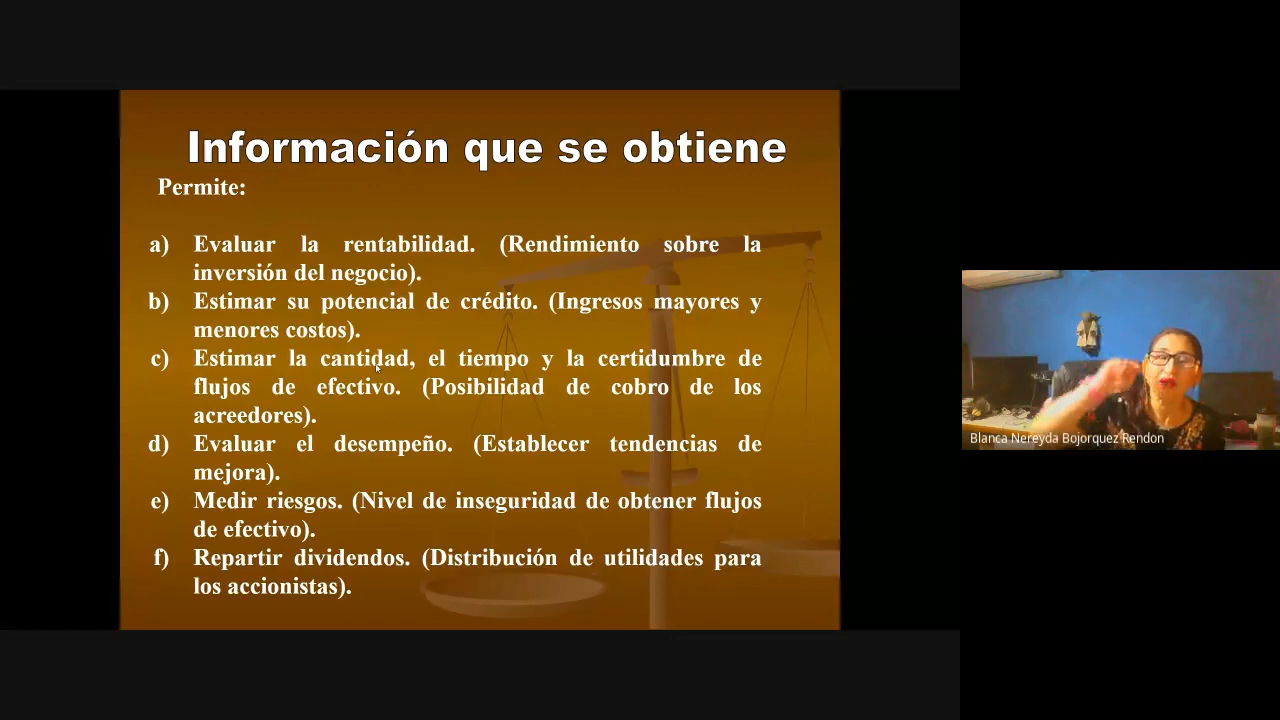 Información que se obtiene
Permite:
a) Evaluar la rentabilidad. (Rendimiento sobre la
inversión del negocio).
b) Estimar su potencial de crédito. (Ingresos mayores y
menores costos).
c) Estimar la cantidad, el tiempo y la certidumbre de
flujos de efectivo. (Posibilidad de cobro de los
acreedores).
d) Evaluar el desempeño. (Establecer tendencias de
mejora).
e) Medir riesgos. (Nivel de inseguridad de obtener flujos
de efectivo).
f) Repartir dividendos. (Distribución de utilidades para
los accionistas).
Blanca Nereyda Bojorquez Rendon